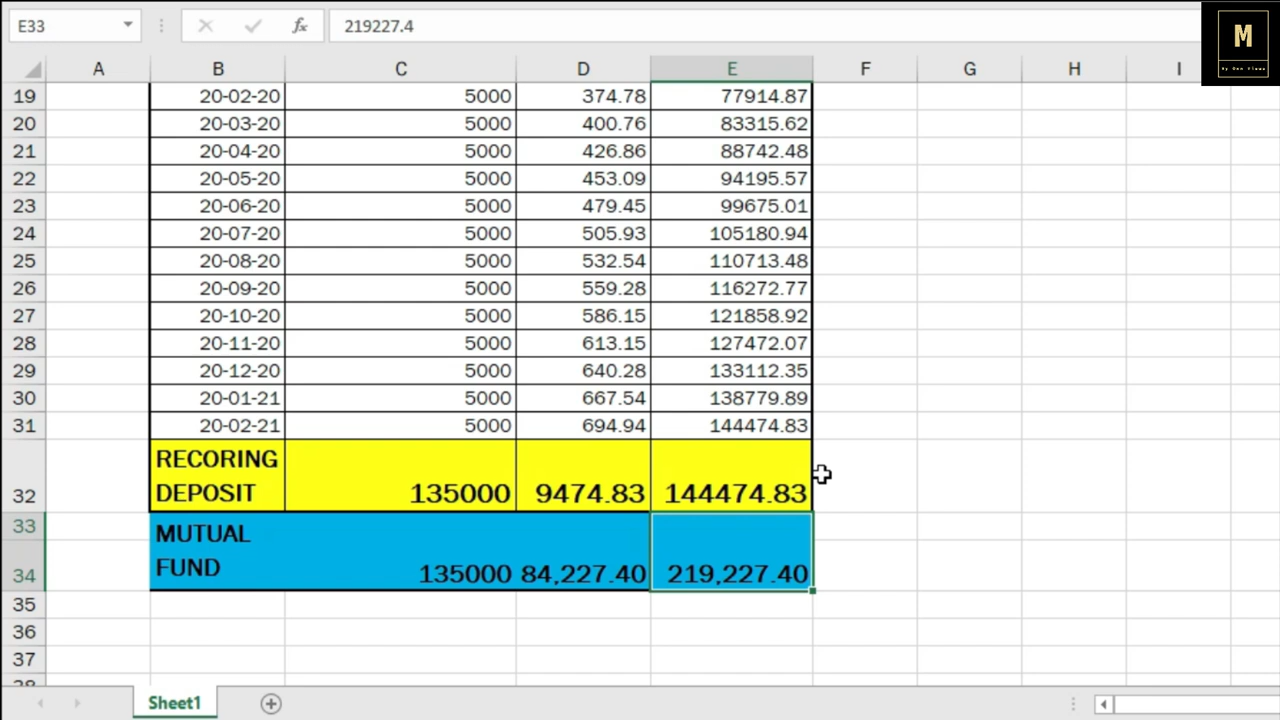 E33 fx 219227.4
M
A B C D E F G H I
19 20-02-20 5000 374.78 77914.87
20 20-03-20 5000 400.76 83315.62
21 20-04-20 5000 426.86 88742.48
22 20-05-20 5000 453.09 94195.57
23 20-06-20 5000 479.45 99675.01
24 20-07-20 5000 505.93 105180.94
25 20-08-20 5000 532.54 110713.48
26 20-09-20 5000 559.28 116272.77
27 20-10-20 5000 586.15 121858.92
28 20-11-20 5000 613.15 127472.07
29 20-12-20 5000 640.28 133112.35
30 20-01-21 5000 667.54 138779.89
31 20-02-21 5000 694.94 144474.83
RECORING
32 DEPOSIT 135000 9474.83 144474.83
33 MUTUAL
34 FUND 135000 84,227.40 219,227.40
35
36
37
38
Sheet1